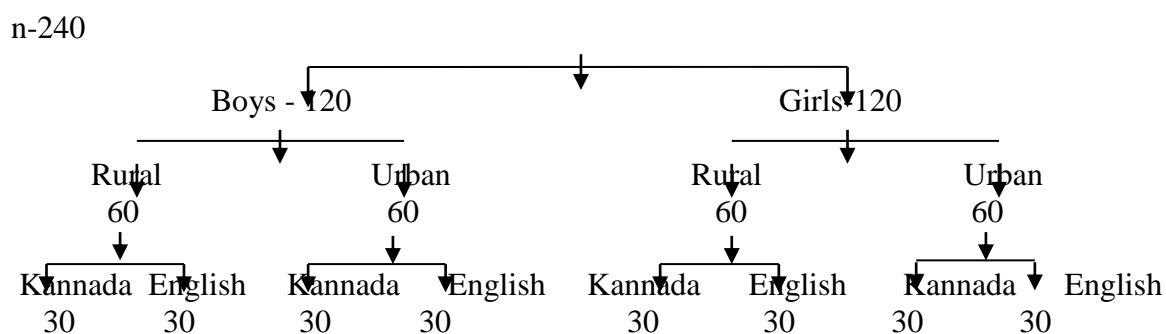 n-240
Boys - 120 Girls-120
Rural Urban Rural Urban
60 60 60 60
Kannada English Kannada English Kannada English Kannada English
30 30 30 30 30 30 30 30